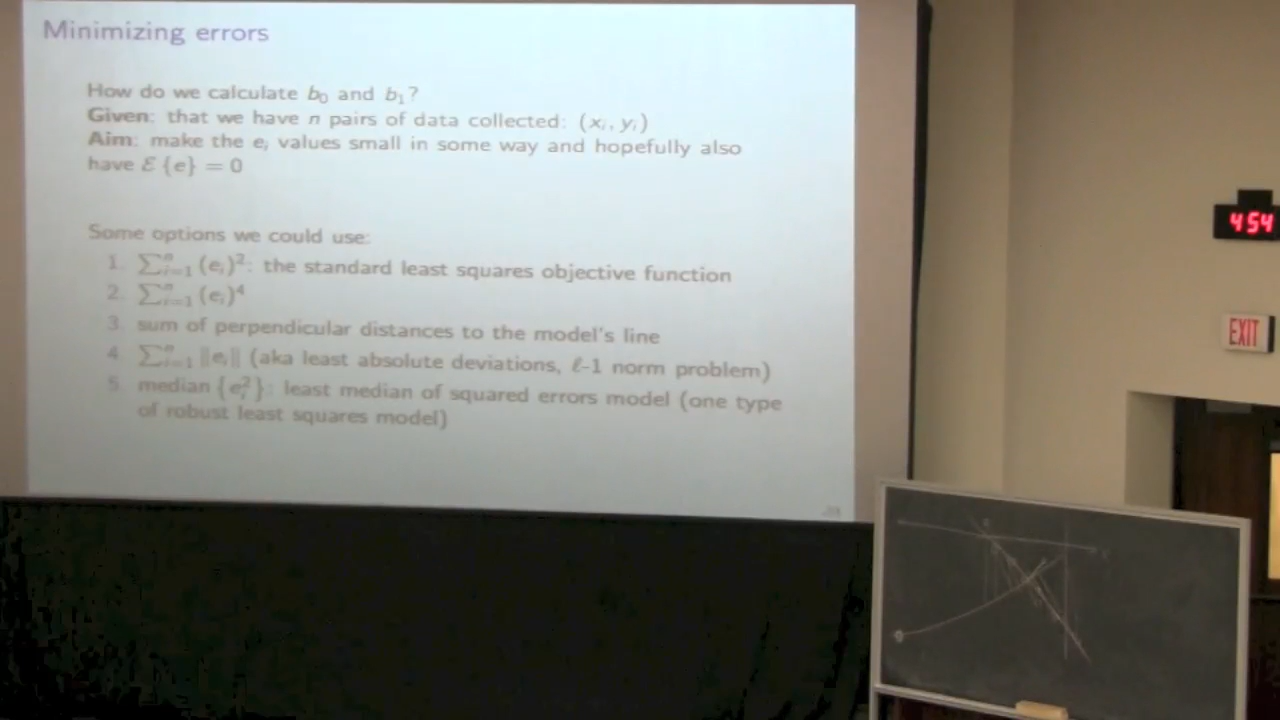 Minimizing errors
How do we calculate b₀ and b₁?
Given: that we have n pairs of data collected: (xᵢ, yᵢ)
Aim: make the eᵢ values small in some way and hopefully also
have ℰ {e} = 0
Some options we could use:
1. ∑ⁿᵢ₌₁ (eᵢ)²: the standard least squares objective function
2. ∑ⁿᵢ₌₁ (eᵢ)⁴
3. sum of perpendicular distances to the model's line
4. ∑ⁿᵢ₌₁ ‖eᵢ‖ (aka least absolute deviations, ℓ-1 norm problem)
5. median {eᵢ²}: least median of squared errors model (one type
of robust least squares model)
454
EXIT